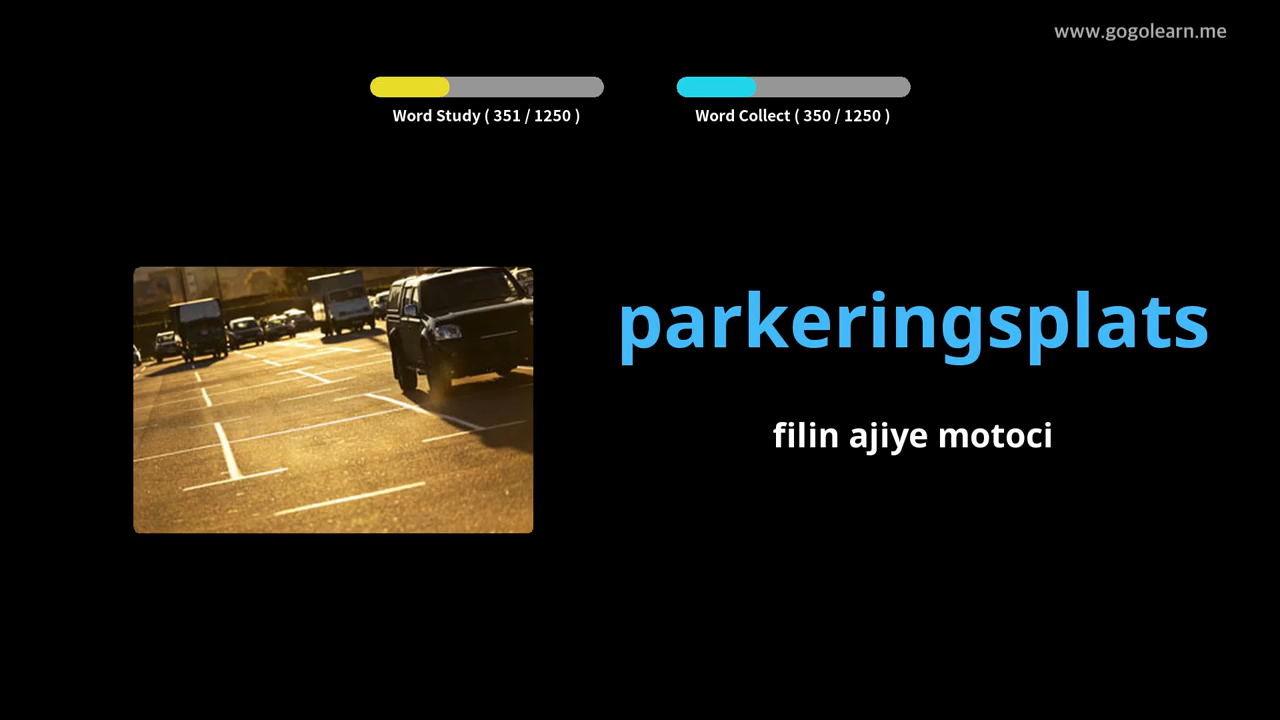 www.gogolearn.me
Word Study ( 351 / 1250 )
Word Collect ( 350 / 1250 )
parkeringsplats
filin ajiye motoci